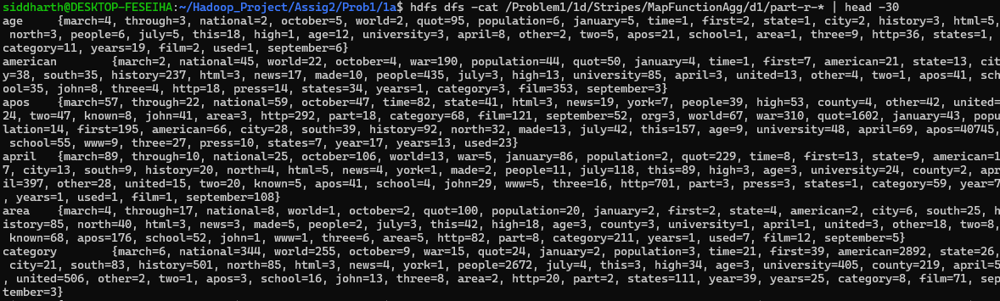 siddharth@DESKTOP-FESEIHA:~/Hadoop_Project/Assig2/Prob1/1a$ hdfs dfs -cat /Problem1/1d/Stripes/MapFunctionAgg/d1/part-r-* | head -30
age     {march=4, through=3, national=2, october=5, world=2, quot=95, population=6, january=5, time=1, first=2, state=1, city=2, history=3, html=5,
 north=3, people=6, july=5, this=18, high=1, age=12, university=3, april=8, other=2, two=5, apos=21, school=1, area=1, three=9, http=36, states=1,
category=11, years=19, film=2, used=1, september=6}
american        {march=2, national=45, world=22, october=4, war=190, population=44, quot=50, january=4, time=1, first=7, american=21, state=13, cit
y=38, south=35, history=237, html=3, news=17, made=10, people=435, july=3, high=13, university=85, april=3, united=13, other=4, two=1, apos=41, sch
ool=35, john=8, three=4, http=18, press=14, states=34, years=1, category=3, film=353, september=3}
apos    {march=57, through=22, national=59, october=47, time=82, state=41, html=3, news=19, york=7, people=39, high=53, county=4, other=42, united=
24, two=47, known=8, john=41, area=3, http=292, part=18, category=68, film=121, september=52, org=3, world=67, war=310, quot=1602, january=43, popu
lation=14, first=195, american=66, city=28, south=39, history=92, north=32, made=13, july=42, this=157, age=9, university=48, april=69, apos=40745,
 school=55, www=9, three=27, press=10, states=7, year=17, years=13, used=23}
april   {march=89, through=10, national=25, october=106, world=13, war=5, january=86, population=2, quot=229, time=8, first=13, state=9, american=1
7, city=13, south=9, history=20, north=4, html=5, news=4, york=1, made=2, people=11, july=118, this=89, high=3, age=3, university=24, county=2, apr
il=397, other=28, united=15, two=20, known=5, apos=41, school=4, john=29, www=5, three=16, http=701, part=3, press=3, states=1, category=59, year=7
, years=1, used=1, film=1, september=108}
area    {march=4, through=17, national=8, world=1, october=2, quot=100, population=20, january=2, first=2, state=4, american=2, city=6, south=25, h
istory=85, north=40, html=3, news=3, made=5, people=2, july=3, this=42, high=18, age=3, county=3, university=1, april=1, united=3, other=18, two=8,
 known=68, apos=176, school=52, john=1, www=1, three=6, area=5, http=82, part=8, category=211, years=1, used=7, film=12, september=5}
category        {march=6, national=344, world=255, october=9, war=15, quot=24, january=2, population=3, time=21, first=39, american=2892, state=26,
 city=21, south=83, history=501, north=85, html=3, news=4, york=1, people=2672, july=4, this=3, high=34, age=3, university=405, county=219, april=5
, united=506, other=2, two=1, apos=3, school=16, john=13, three=8, area=2, http=20, part=2, states=111, year=39, years=25, category=8, film=71, sep
tember=3}